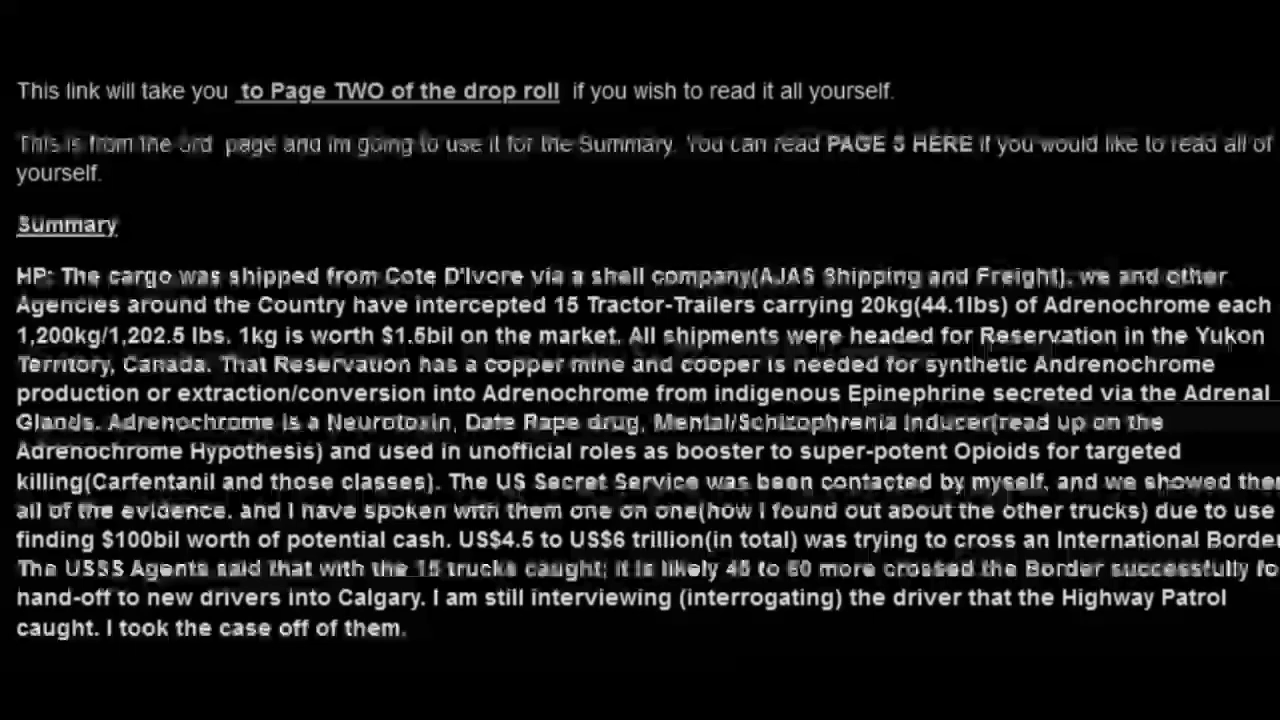 This link will take you to Page TWO of the drop roll if you wish to read it all yourself.
This is from the 3rd page and im going to use it for the Summary. You can read PAGE 3 HERE if you would like to read all of
yourself.
Summary
HP: The cargo was shipped from Cote D'Ivore via a shell company(AJAS Shipping and Freight), we and other
Agencies around the Country have intercepted 15 Tractor-Trailers carrying 20kg(44.1lbs) of Adrenochrome each
1,200kg/1,202.5 lbs. 1kg is worth $1.5bil on the market. All shipments were headed for Reservation in the Yukon
Territory, Canada. That Reservation has a copper mine and cooper is needed for synthetic Andrenochrome
production or extraction/conversion into Adrenochrome from indigenous Epinephrine secreted via the Adrenal
Glands. Adrenochrome is a Neurotoxin, Date Rape drug, Mental/Schizophrenia Inducer(read up on the
Adrenochrome Hypothesis) and used in unofficial roles as booster to super-potent Opioids for targeted
killing(Carfentanil and those classes). The US Secret Service was been contacted by myself, and we showed the
all of the evidence. and I have spoken with them one on one(how I found out about the other trucks) due to use
finding $100bil worth of potential cash. US$4.5 to US$6 trillion(in total) was trying to cross an International Border
The USSS Agents said that with the 15 trucks caught; it is likely 45 to 60 more crossed the Border successfully fo
hand-off to new drivers into Calgary. I am still interviewing (interrogating) the driver that the Highway Patrol
caught. I took the case off of them.